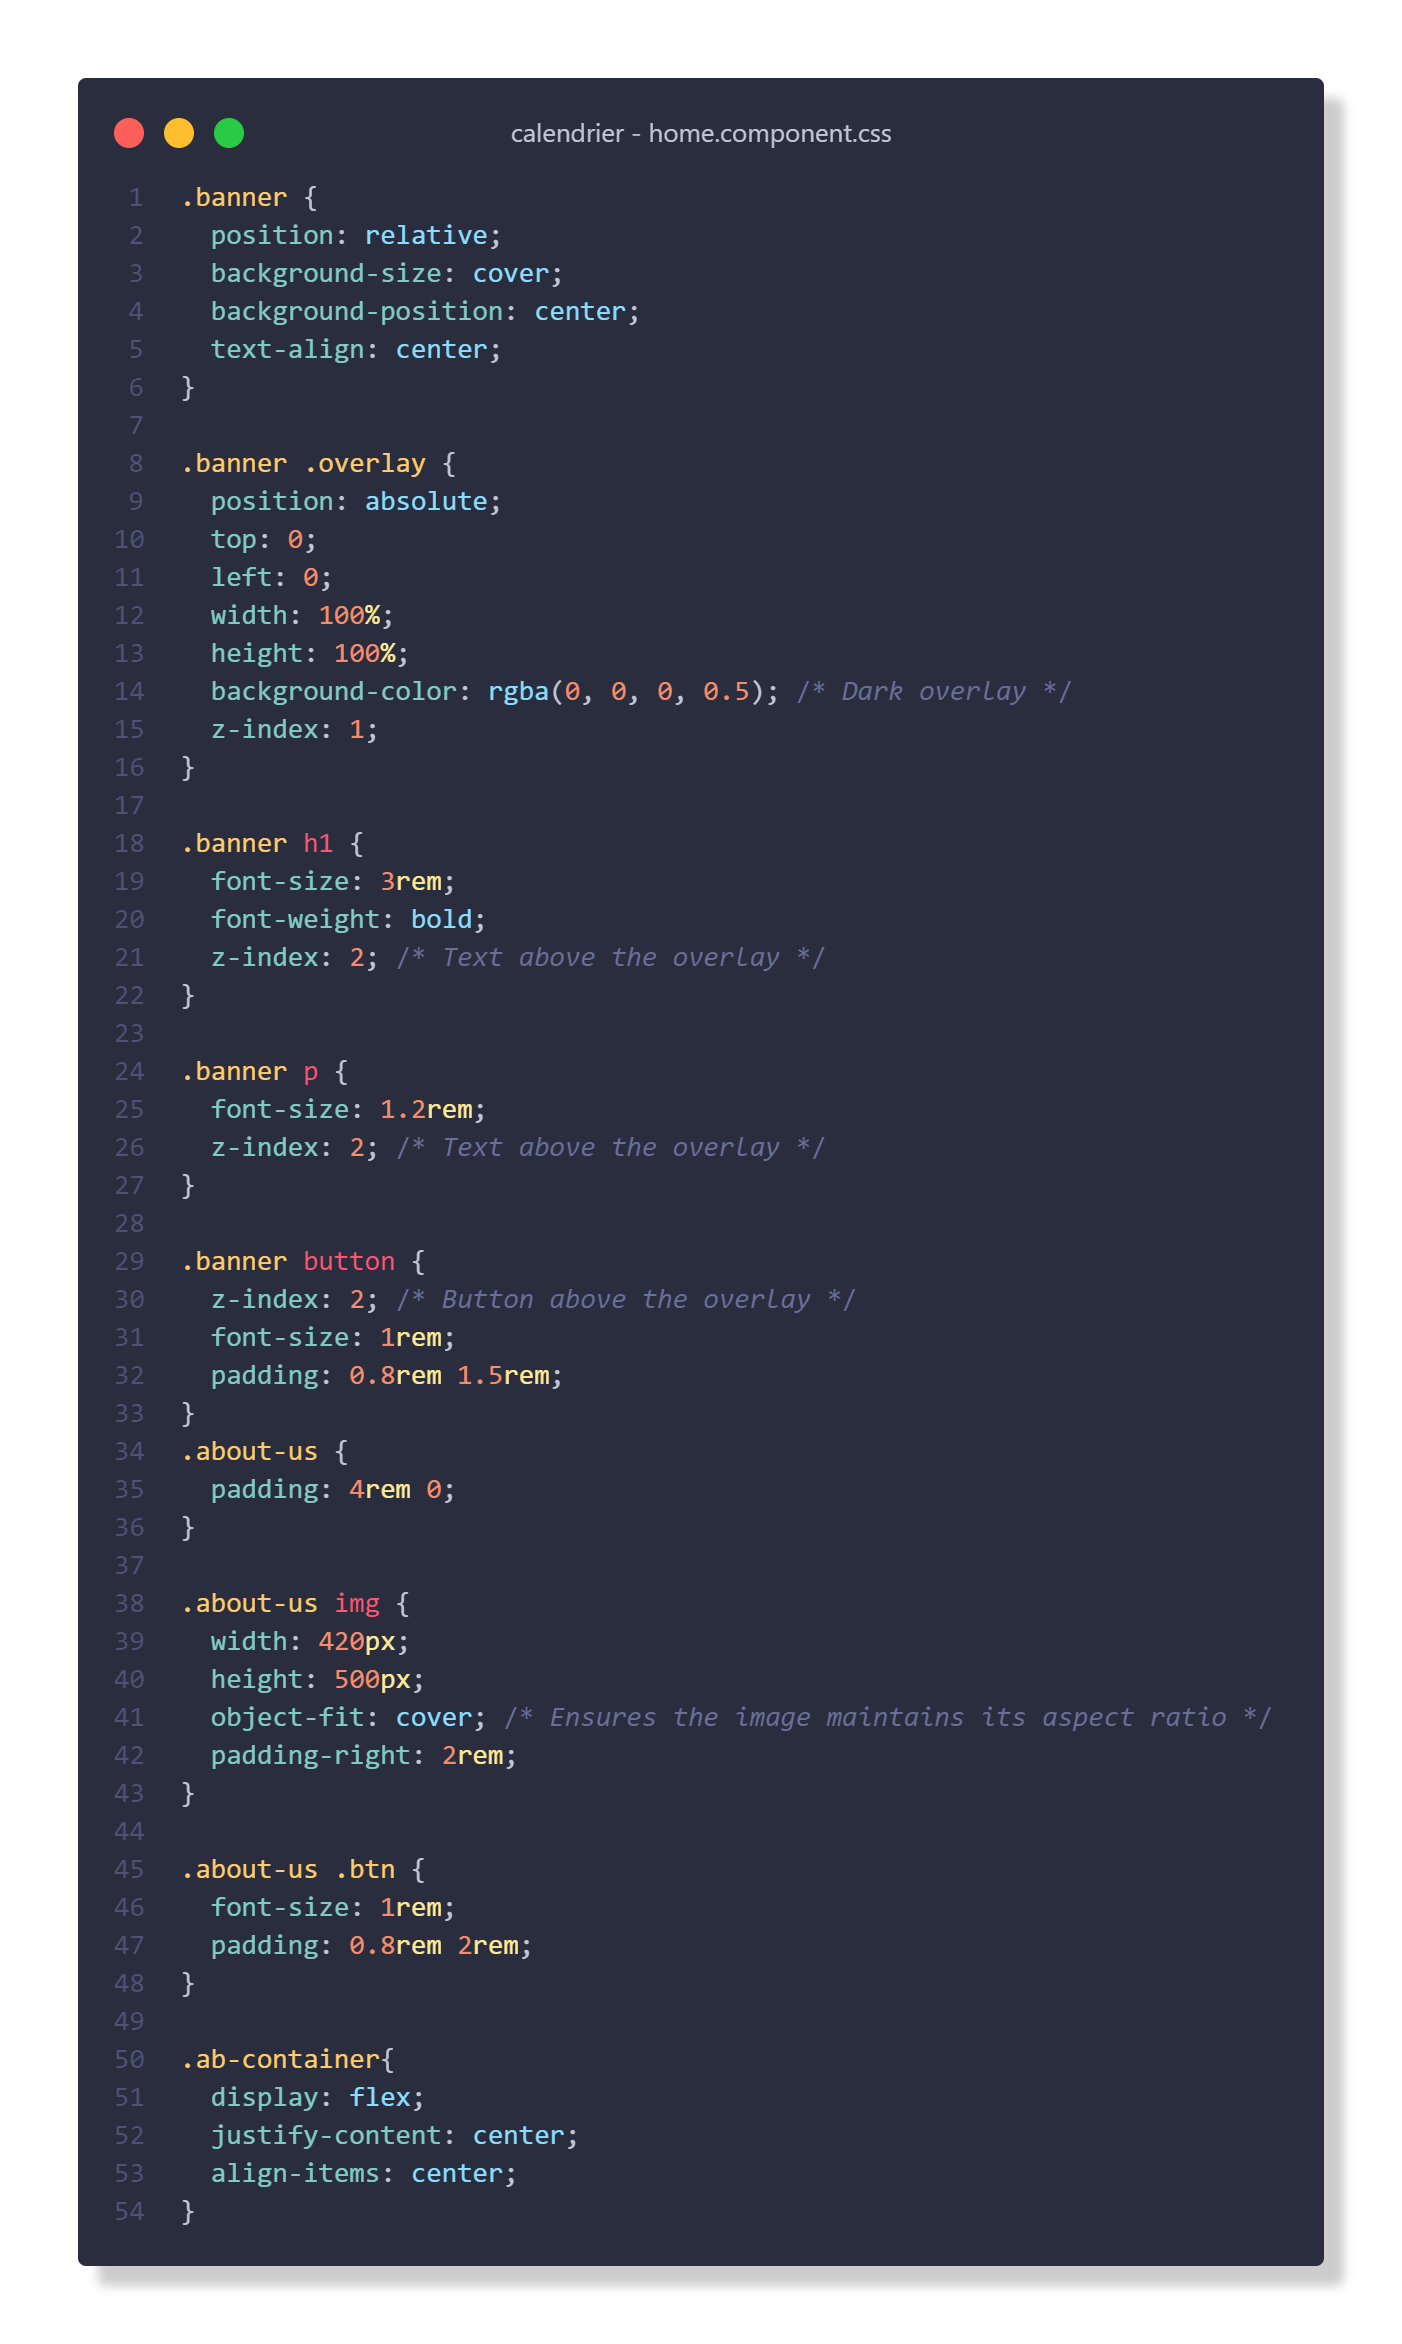 calendrier - home.component.css
1 .banner {
2   position: relative;
3   background-size: cover;
4   background-position: center;
5   text-align: center;
6 }
7
8 .banner .overlay {
9   position: absolute;
10   top: 0;
11   left: 0;
12   width: 100%;
13   height: 100%;
14   background-color: rgba(0, 0, 0, 0.5); /* Dark overlay */
15   z-index: 1;
16 }
17
18 .banner h1 {
19   font-size: 3rem;
20   font-weight: bold;
21   z-index: 2; /* Text above the overlay */
22 }
23
24 .banner p {
25   font-size: 1.2rem;
26   z-index: 2; /* Text above the overlay */
27 }
28
29 .banner button {
30   z-index: 2; /* Button above the overlay */
31   font-size: 1rem;
32   padding: 0.8rem 1.5rem;
33 }
34 .about-us {
35   padding: 4rem 0;
36 }
37
38 .about-us img {
39   width: 420px;
40   height: 500px;
41   object-fit: cover; /* Ensures the image maintains its aspect ratio */
42   padding-right: 2rem;
43 }
44
45 .about-us .btn {
46   font-size: 1rem;
47   padding: 0.8rem 2rem;
48 }
49
50 .ab-container{
51   display: flex;
52   justify-content: center;
53   align-items: center;
54 }